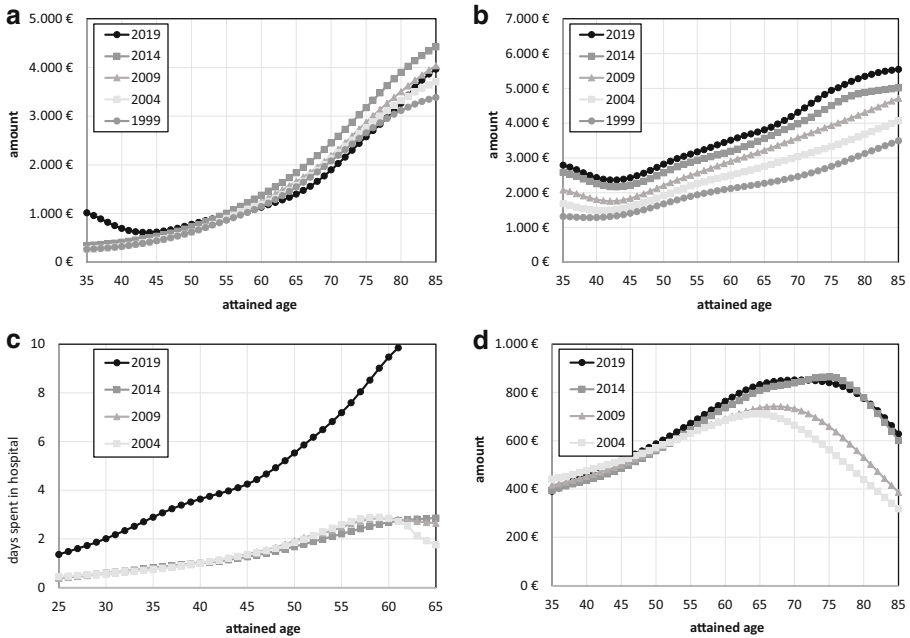 a
5.000 €
4.000 €
3.000 €
2.000 €
1.000 €
0 €
amount
2019
2014
2009
2004
1999
35 40 45 50 55 60 65 70 75 80 85
attained age
b
7.000 €
6.000 €
5.000 €
4.000 €
3.000 €
2.000 €
1.000 €
0 €
amount
2019
2014
2009
2004
1999
35 40 45 50 55 60 65 70 75 80 85
attained age
c
10
8
6
4
2
0
days spent in hospital
2019
2014
2009
2004
25 30 35 40 45 50 55 60 65
attained age
d
1.000 €
800 €
600 €
400 €
200 €
0 €
amount
2019
2014
2009
2004
35 40 45 50 55 60 65 70 75 80 85
attained age